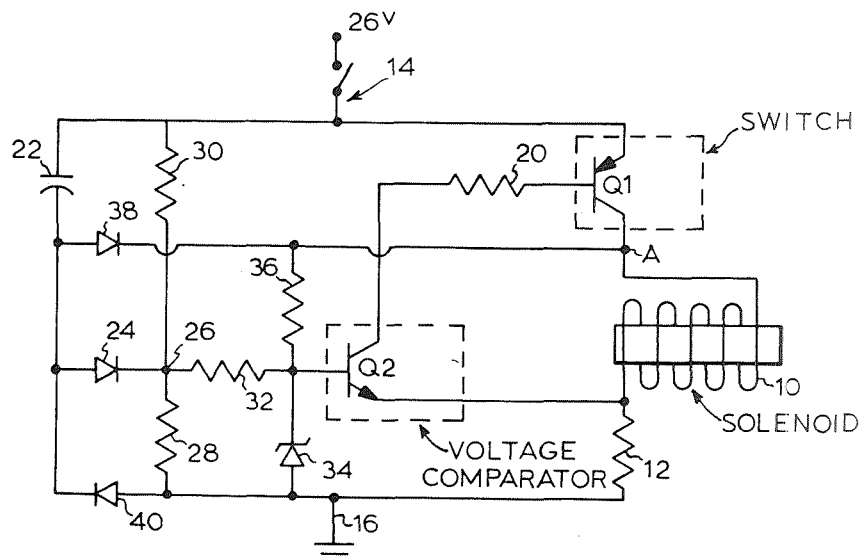 26V
14
SWITCH
22
30
20
Q1
38
A
36
24
26
Q2
32
10
SOLENOID
28
34
VOLTAGE
COMPARATOR
12
40
16